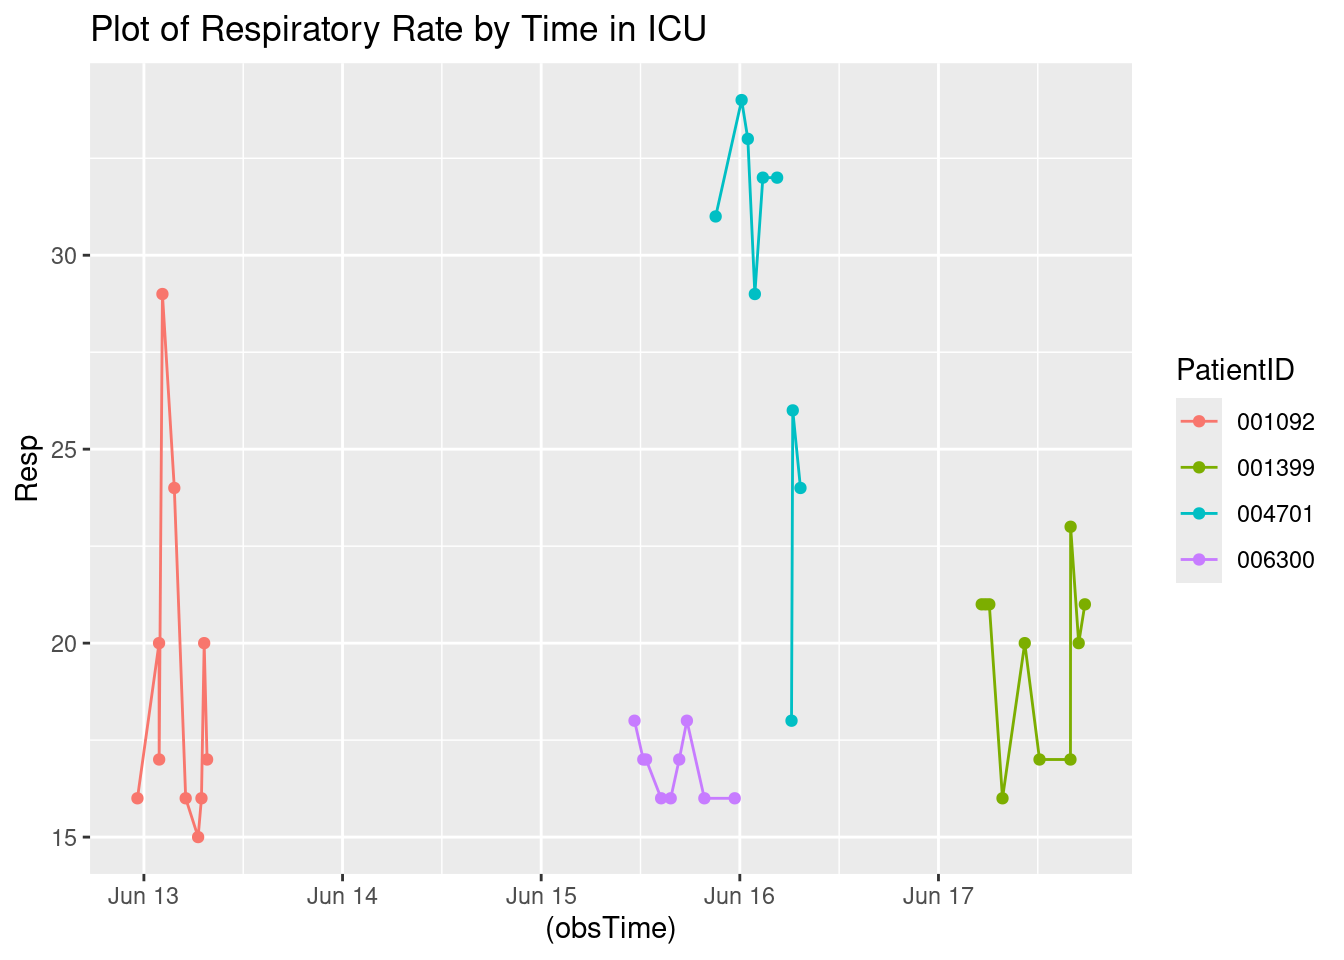 Plot of Respiratory Rate by Time in ICU
Resp
30
25
20
15
Jun 13
Jun 14
Jun 15
Jun 16
Jun 17
(obsTime)
PatientID
001092
001399
004701
006300